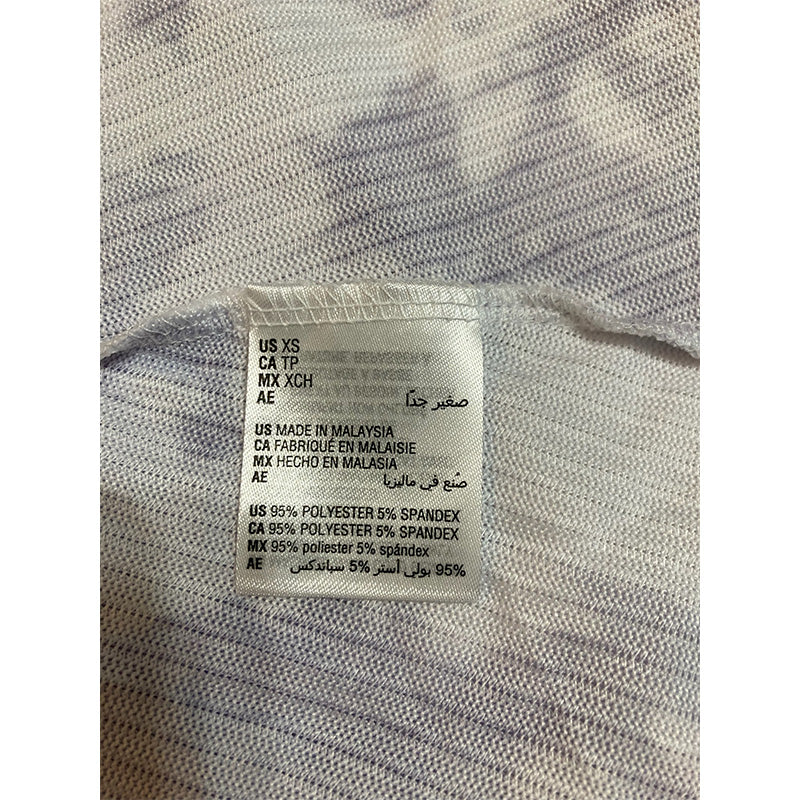 US XS
CA TP
MX XCH
AE صغير جدًا
US MADE IN MALAYSIA
CA FABRIQUÉ EN MALAISIE
MX HECHO EN MALASIA
AE صُنع في ماليزيا
US 95% POLYESTER 5% SPANDEX
CA 95% POLYESTER 5% SPANDEX
MX 95% poliester 5% spándex
AE 95% بولي أستر 5% سباندكس